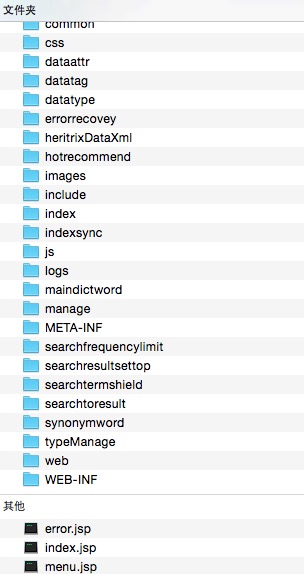 文件夹
common
css
dataattr
datatag
datatype
errorrecovey
heritrixDataXml
hotrecommend
images
include
index
indexsync
js
logs
maindictword
manage
META-INF
searchfrequencylimit
searchresultsettop
searchtermshield
searchtoresult
synonymword
typeManage
web
WEB-INF
其他
error.jsp
index.jsp
menu.jsp